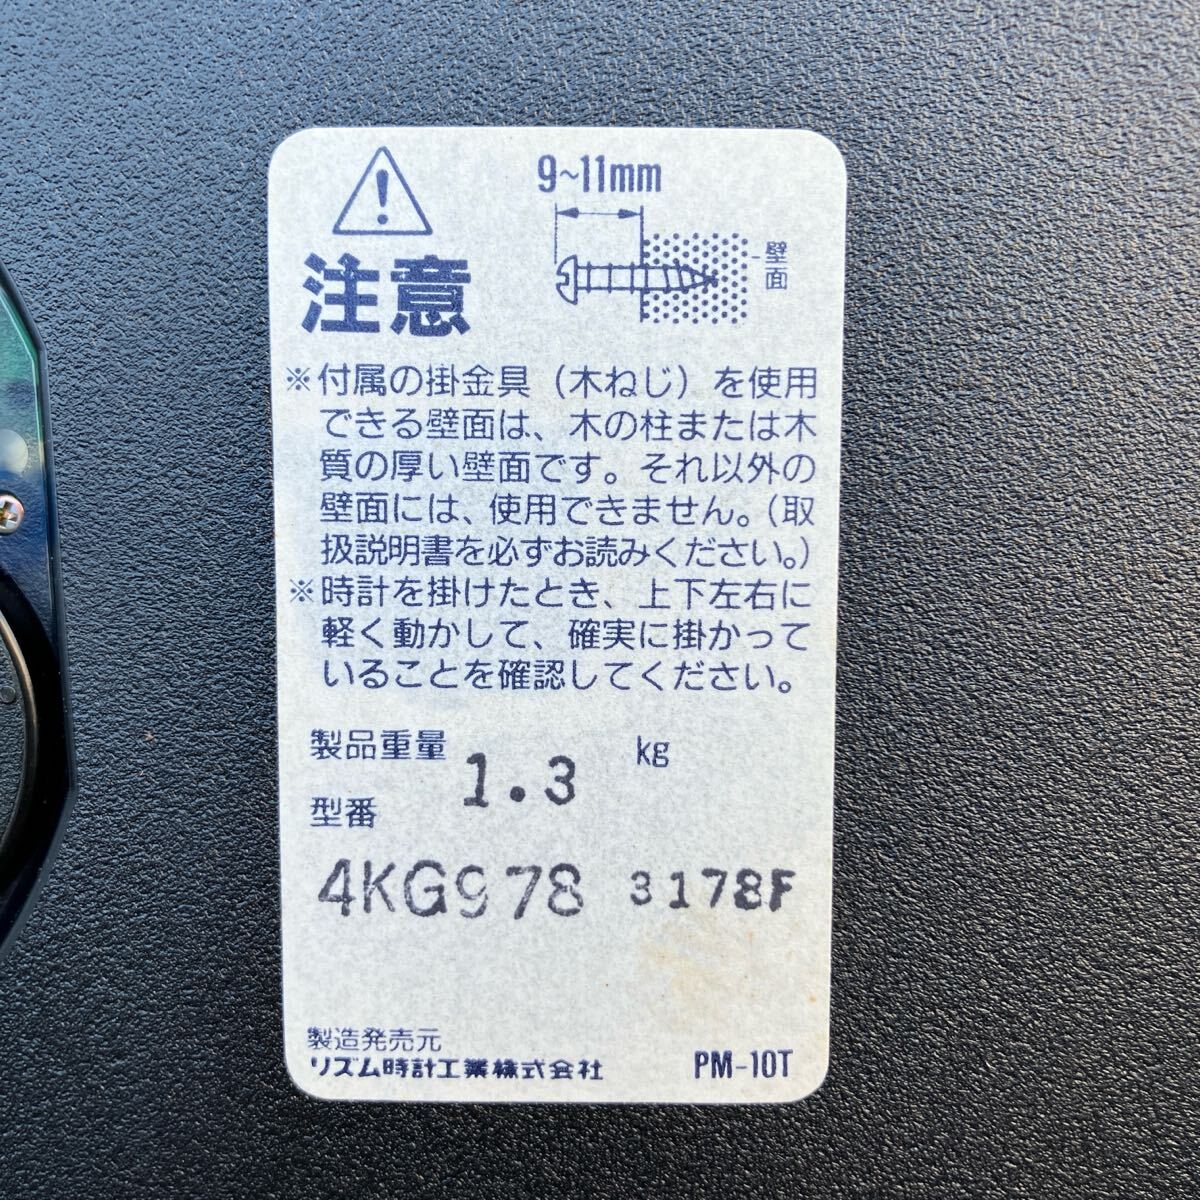 9~11mm
壁面
注意
※付属の掛金具（木ねじ）を使用
できる壁面は、木の柱または木
質の厚い壁面です。それ以外の
壁面には、使用できません。（取
扱説明書を必ずお読みください。）
※時計を掛けたとき、上下左右に
軽く動かして、確実に掛かって
いることを確認してください。
製品重量 1.3 kg
型番
4KG978 3178F
製造発売元
リズム時計工業株式会社 PM-10T